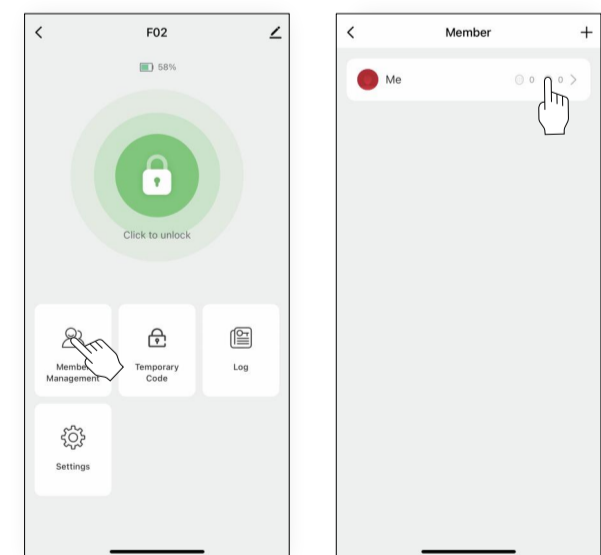 F02
58%
Click to unlock
Member
Management
Temporary
Code
Log
Settings
Member
Me
0
0